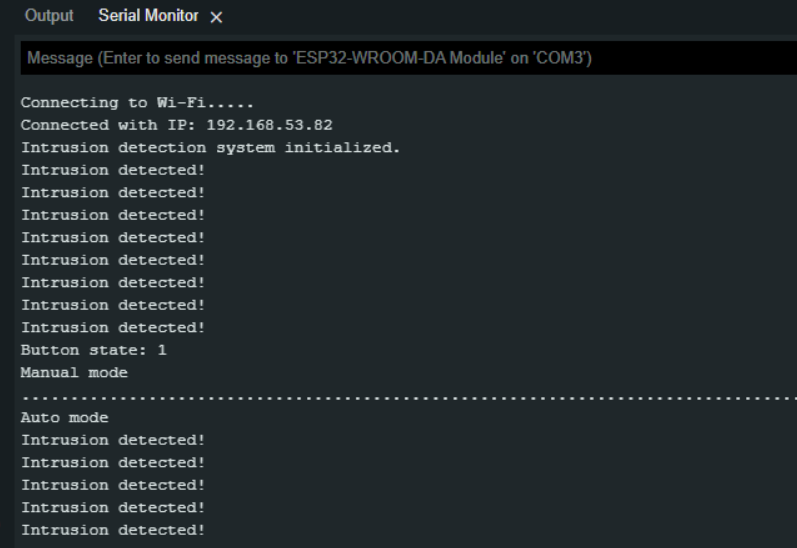 Output Serial Monitor ×
Message (Enter to send message to 'ESP32-WROOM-DA Module' on 'COM3')
Connecting to Wi-Fi.....
Connected with IP: 192.168.53.82
Intrusion detection system initialized.
Intrusion detected!
Intrusion detected!
Intrusion detected!
Intrusion detected!
Intrusion detected!
Intrusion detected!
Intrusion detected!
Intrusion detected!
Button state: 1
Manual mode
................................................................................
Auto mode
Intrusion detected!
Intrusion detected!
Intrusion detected!
Intrusion detected!
Intrusion detected!